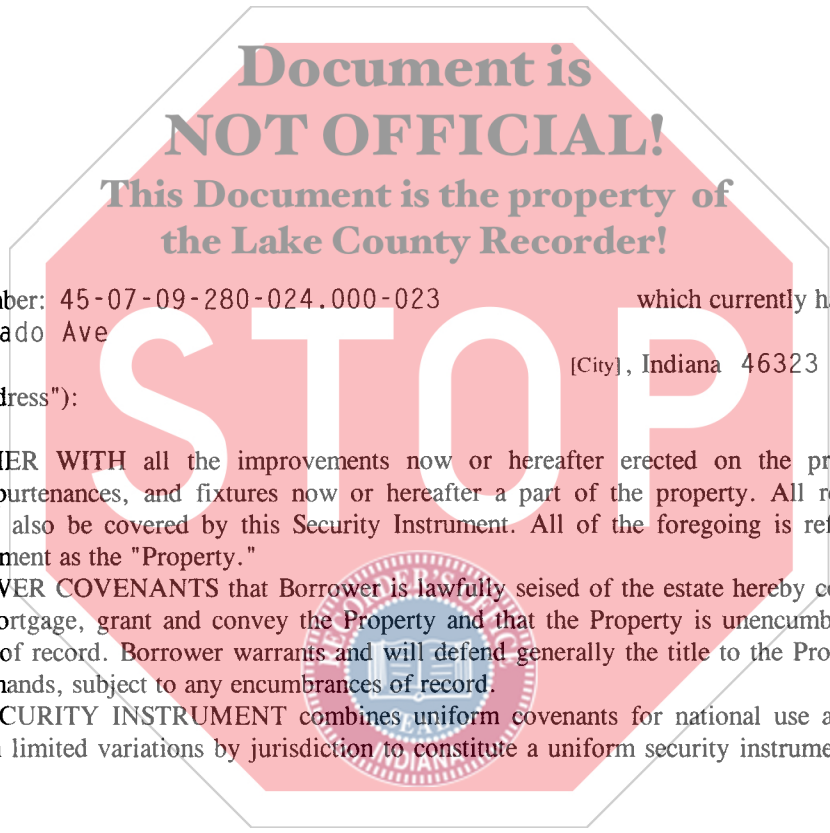 Document is
NOT OFFICIAL!
This Document is the property of
the Lake County Recorder!
ber: 45-07-09-280-024.000-023 which currently ha
ado Ave
[City], Indiana 46323
dress"):
STOP
ER WITH all the improvements now or hereafter erected on the pr
purtenances, and fixtures now or hereafter a part of the property. All r
also be covered by this Security Instrument. All of the foregoing is ref
ment as the "Property."
VER COVENANTS that Borrower is lawfully seised of the estate hereby c
ortgage, grant and convey the Property and that the Property is unencumb
of record. Borrower warrants and will defend generally the title to the Pro
nands, subject to any encumbrances of record.
CURITY INSTRUMENT combines uniform covenants for national use a
limited variations by jurisdiction to constitute a uniform security instrume
RECORDER'S OFFICE
INDIANA